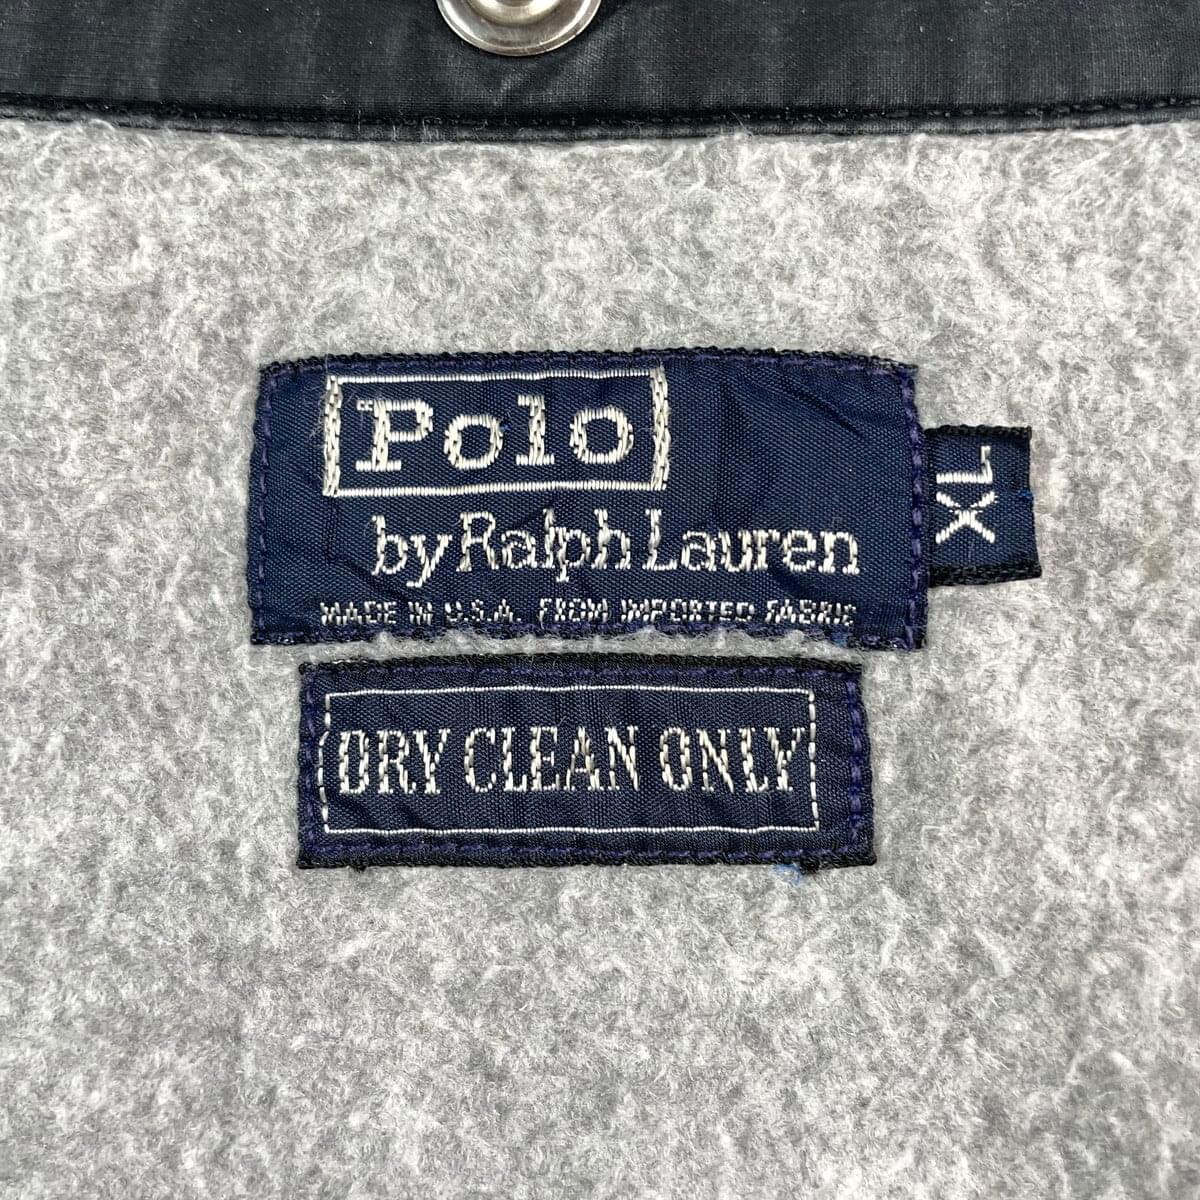 Polo
by Ralph Lauren
MADE IN U.S.A. FROM IMPORTED FABRIC
XL
DRY CLEAN ONLY